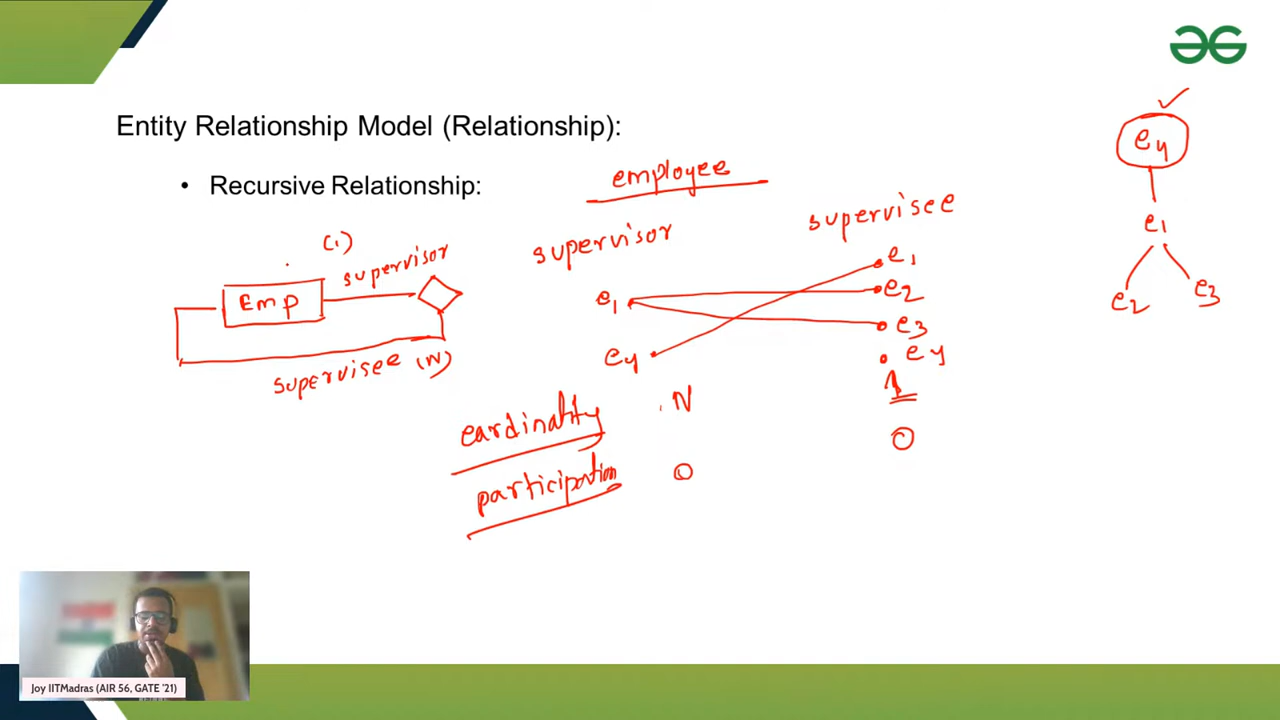 Entity Relationship Model (Relationship):
• Recursive Relationship:
employee
supervisor
supervisee
(1)
supervisor
Emp
supervisee (N)
e1
e4
e1
e2
e3
e4
cardinality
N
1
participation
0
0
e4
e1
e2
e3
Joy IITMadras (AIR 56, GATE '21)